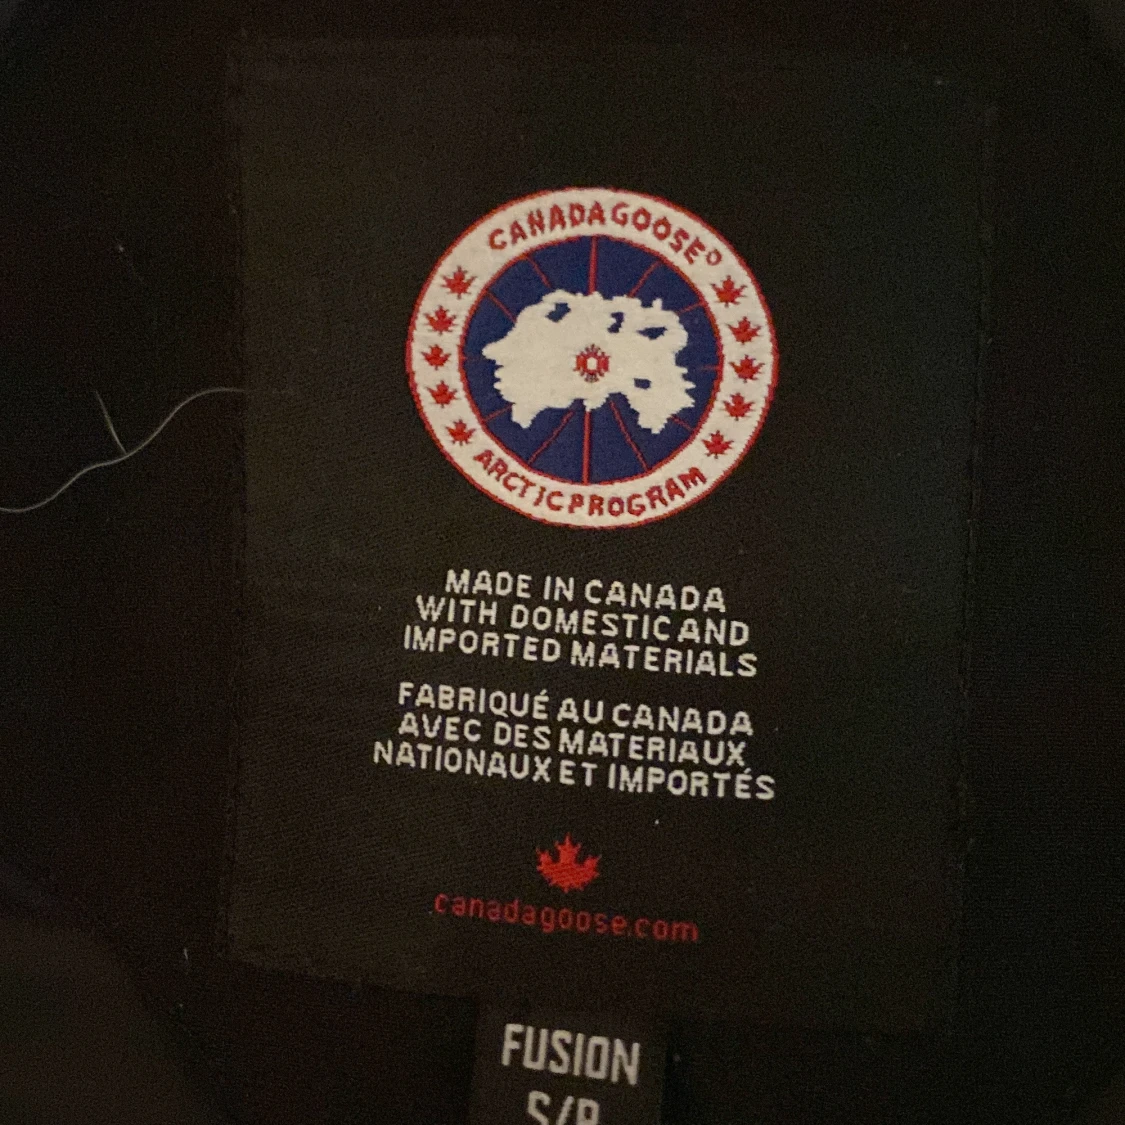 CANADA GOOSE®
ARCTIC PROGRAM
MADE IN CANADA
WITH DOMESTIC AND
IMPORTED MATERIALS
FABRIQUÉ AU CANADA
AVEC DES MATERIAUX
NATIONAUX ET IMPORTÉS
canadagoose.com
FUSION